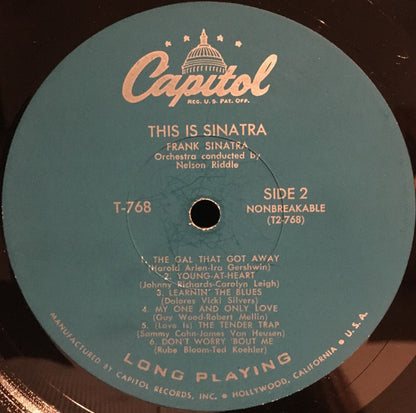 Capitol
REG. U. S. PAT. OFF.
THIS IS SINATRA
FRANK SINATRA
Orchestra conducted by
Nelson Riddle
T-768
SIDE 2
NONBREAKABLE
(T2-768)
1. THE GAL THAT GOT AWAY
(Harold Arlen-Ira Gershwin)
2. YOUNG-AT-HEART
(Johnny Richards-Carolyn Leigh)
3. LEARNIN' THE BLUES
(Dolores Vicki Silvers)
4. MY ONE AND ONLY LOVE
(Guy Wood-Robert Mellin)
5. (Love Is) THE TENDER TRAP
(Sammy Cahn-James Van Heusen)
6. DON'T WORRY 'BOUT ME
(Rube Bloom-Ted Koehler)
LONG PLAYING
MANUFACTURED BY CAPITOL RECORDS, INC. • HOLLYWOOD, CALIFORNIA • U.S.A.